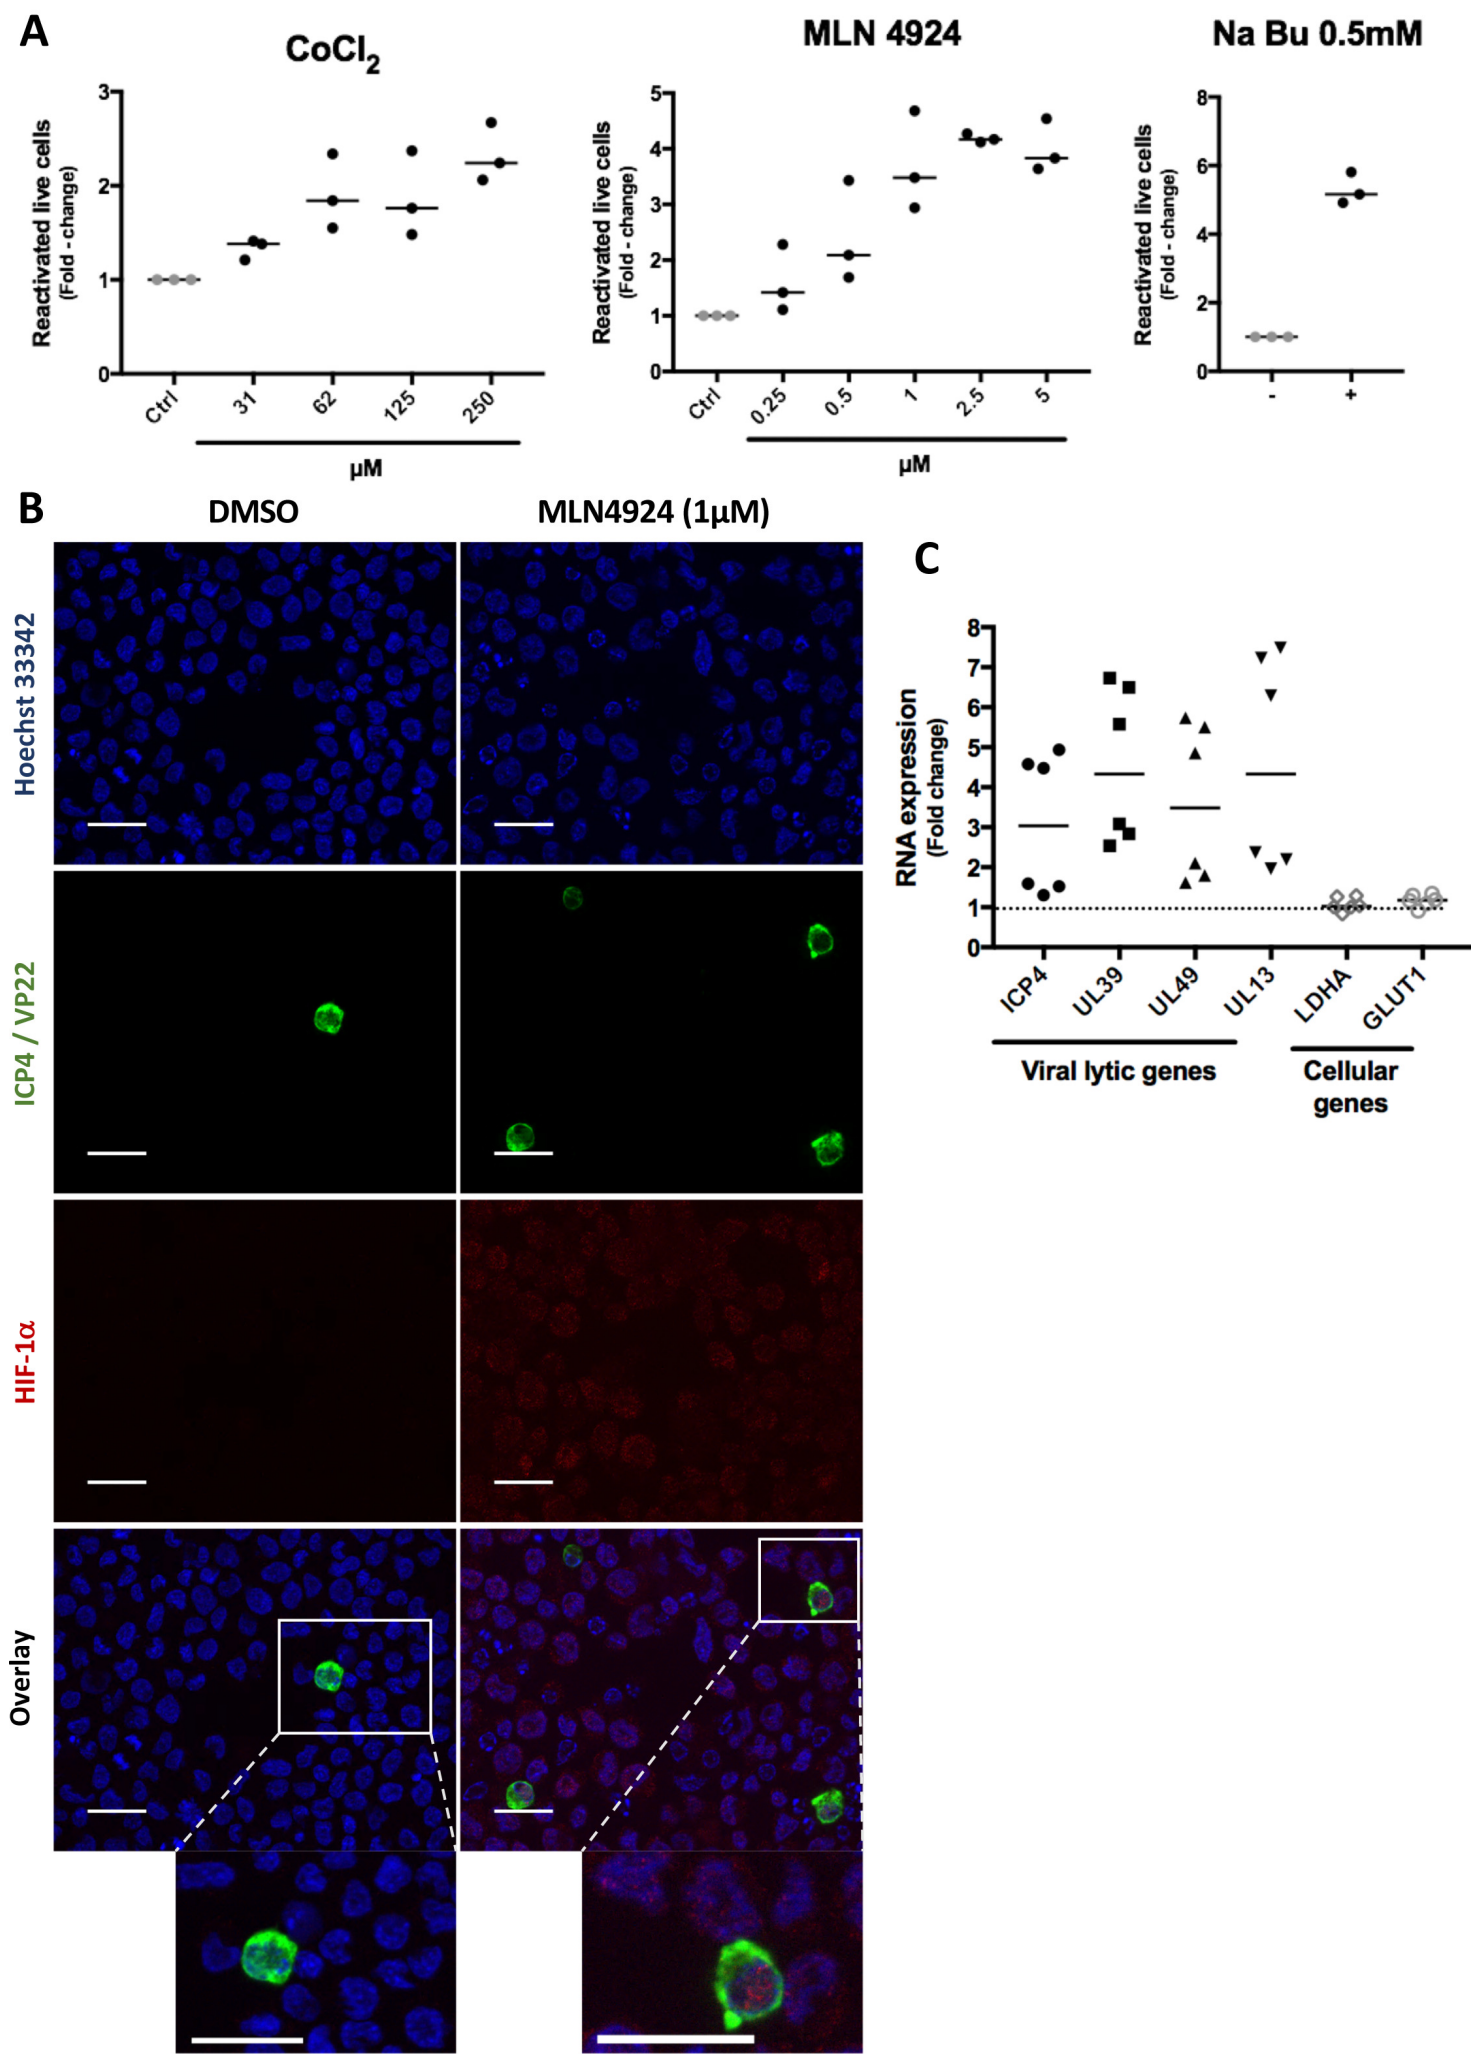 A
CoCl2
Reactivated live cells
(Fold - change)
3
2
1
0
Ctrl
31
62
125
250
µM
MLN 4924
Reactivated live cells
(Fold - change)
5
4
3
2
1
0
Ctrl
0.25
0.5
1
2.5
5
µM
Na Bu 0.5mM
Reactivated live cells
(Fold - change)
8
6
4
2
0
-
+
B
DMSO
MLN4924 (1µM)
Hoechst 33342
ICP4 / VP22
HIF-1α
Overlay
C
RNA expression
(Fold change)
8
7
6
5
4
3
2
1
0
ICP4
UL39
UL49
UL13
LDHA
GLUT1
Viral lytic genes
Cellular
genes